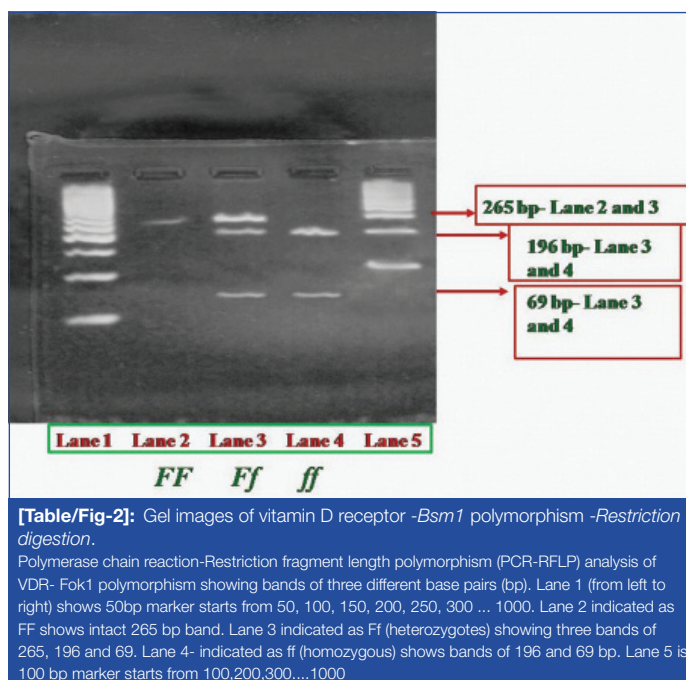 265 bp- Lane 2 and 3
196 bp- Lane 3
and 4
69 bp- Lane 3
and 4
Lane 1 Lane 2 Lane 3 Lane 4 Lane 5
FF Ff ff
[Table/Fig-2]: Gel images of vitamin D receptor -Bsm1 polymorphism -Restriction
digestion.
Polymerase chain reaction-Restriction fragment length polymorphism (PCR-RFLP) analysis of
VDR- Fok1 polymorphism showing bands of three different base pairs (bp). Lane 1 (from left to
right) shows 50bp marker starts from 50, 100, 150, 200, 250, 300 ... 1000. Lane 2 indicated as
FF shows intact 265 bp band. Lane 3 indicated as Ff (heterozygotes) showing three bands of
265, 196 and 69. Lane 4- indicated as ff (homozygous) shows bands of 196 and 69 bp. Lane 5 is
100 bp marker starts from 100,200,300....1000